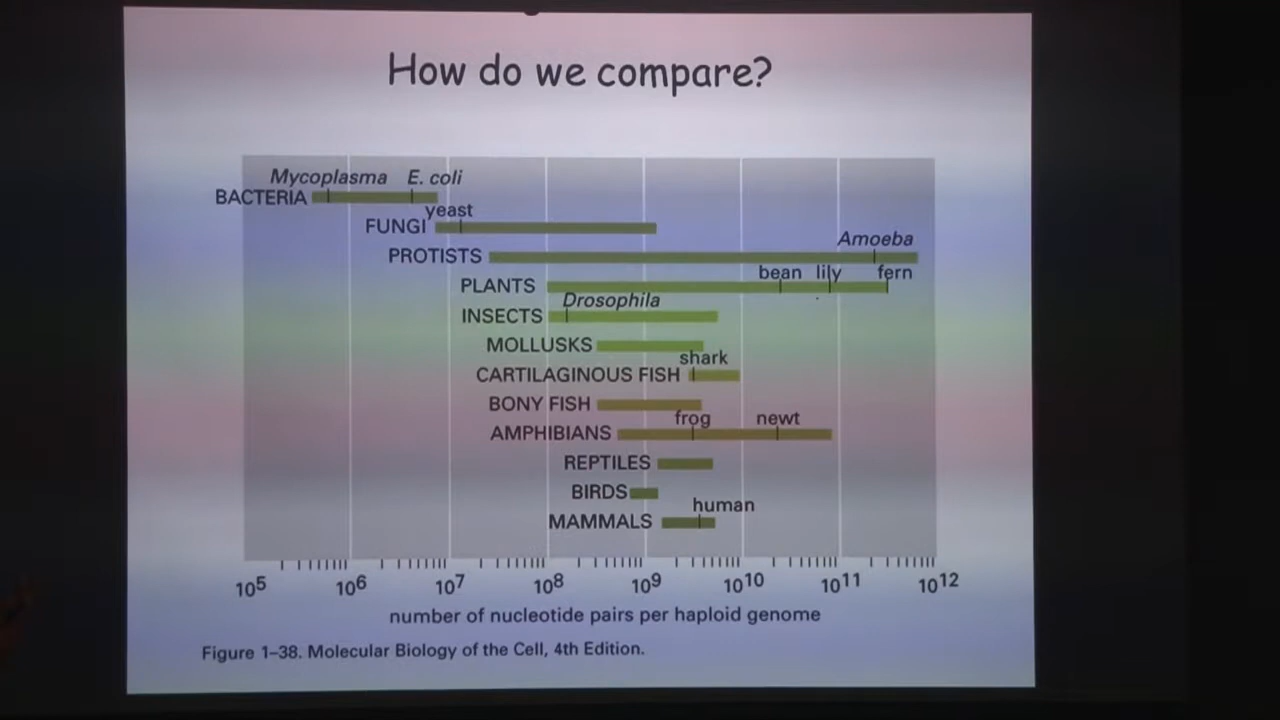 How do we compare?
Mycoplasma E. coli
BACTERIA
yeast
FUNGI
Amoeba
PROTISTS
bean lily fern
PLANTS
Drosophila
INSECTS
MOLLUSKS
shark
CARTILAGINOUS FISH
BONY FISH
frog newt
AMPHIBIANS
REPTILES
BIRDS
human
MAMMALS
10⁵ 10⁶ 10⁷ 10⁸ 10⁹ 10¹⁰ 10¹¹ 10¹²
number of nucleotide pairs per haploid genome
Figure 1–38. Molecular Biology of the Cell, 4th Edition.